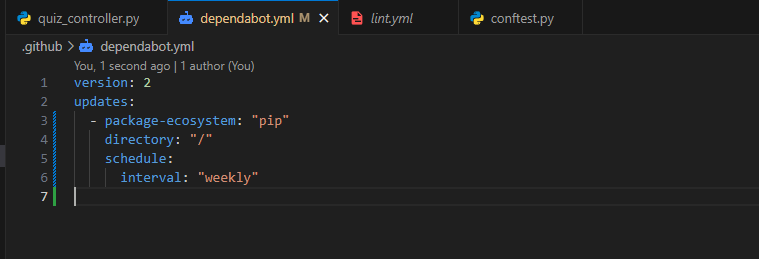 quiz_controller.py dependabot.yml M × lint.yml conftest.py
.github > dependabot.yml
You, 1 second ago | 1 author (You)
1 version: 2
2 updates:
3   - package-ecosystem: "pip"
4     directory: "/"
5     schedule:
6       interval: "weekly"
7